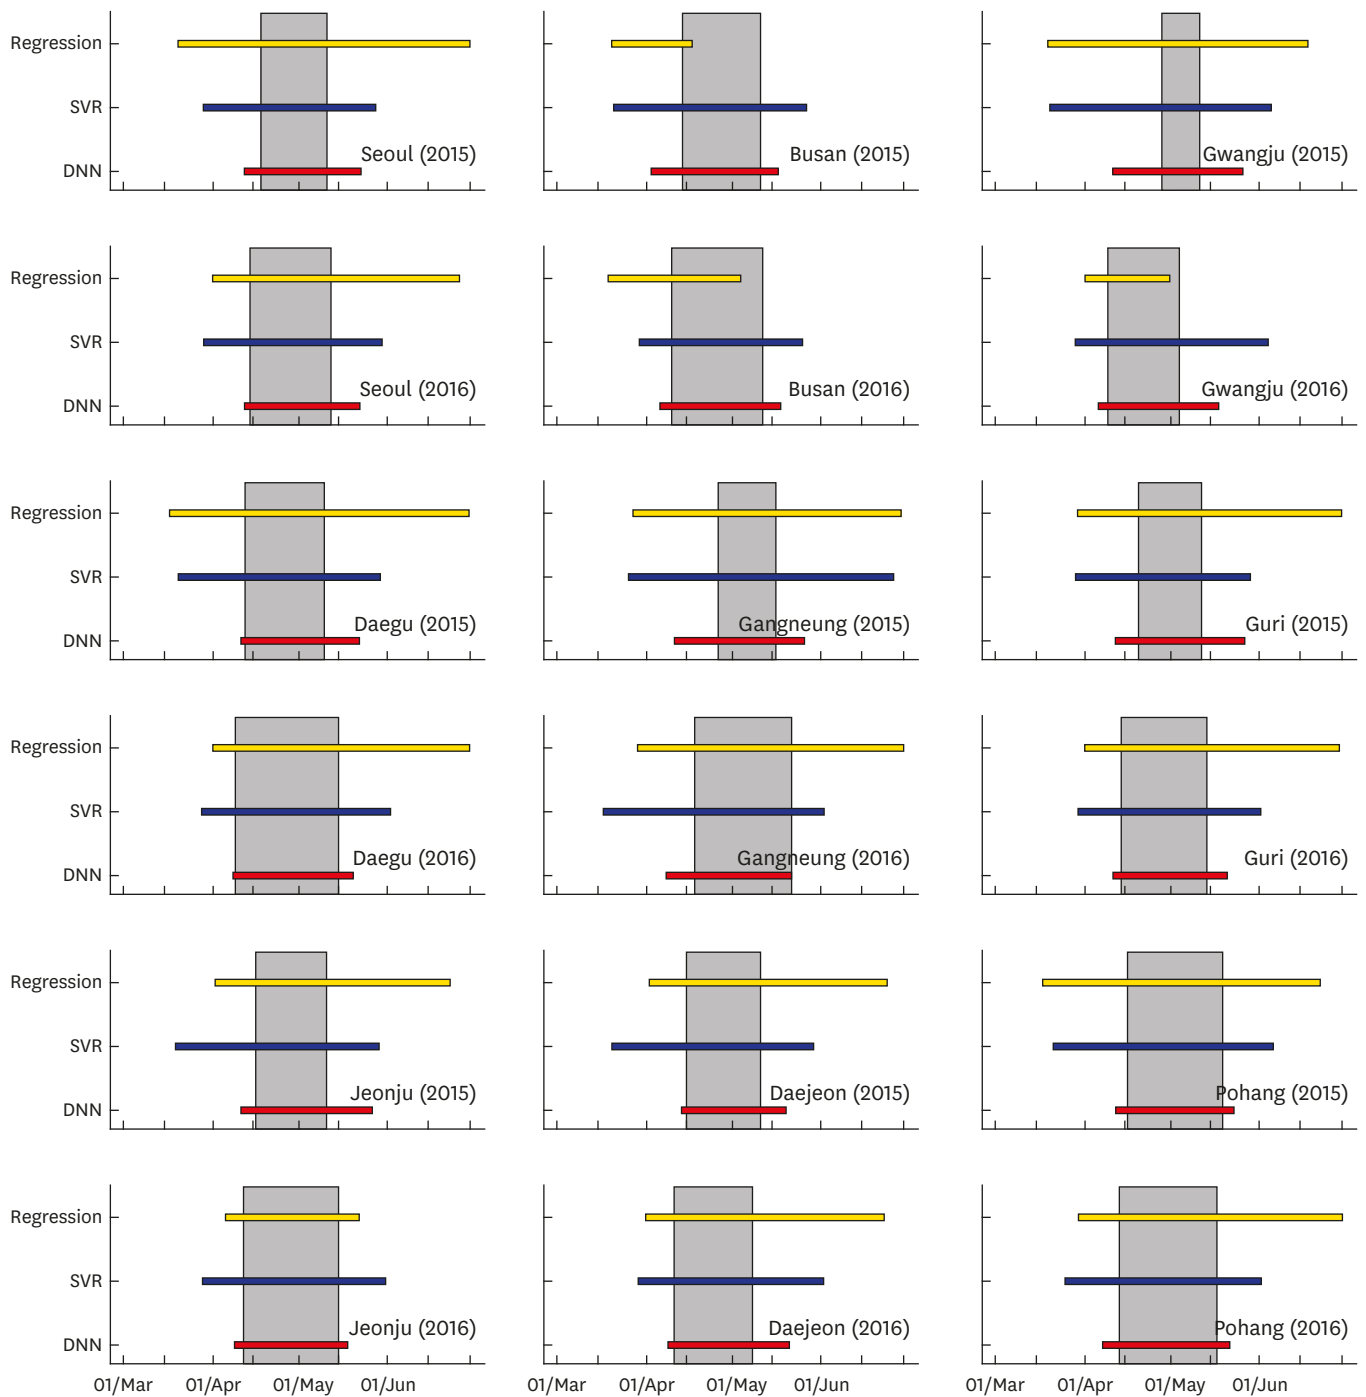 Regression
SVR
DNN
Seoul (2015)
Busan (2015)
Gwangju (2015)
Regression
SVR
DNN
Seoul (2016)
Busan (2016)
Gwangju (2016)
Regression
SVR
DNN
Daegu (2015)
Gangneung (2015)
Guri (2015)
Regression
SVR
DNN
Daegu (2016)
Gangneung (2016)
Guri (2016)
Regression
SVR
DNN
Jeonju (2015)
Daejeon (2015)
Pohang (2015)
Regression
SVR
DNN
Jeonju (2016)
Daejeon (2016)
Pohang (2016)
01/Mar 01/Apr 01/May 01/Jun 01/Mar 01/Apr 01/May 01/Jun 01/Mar 01/Apr 01/May 01/Jun